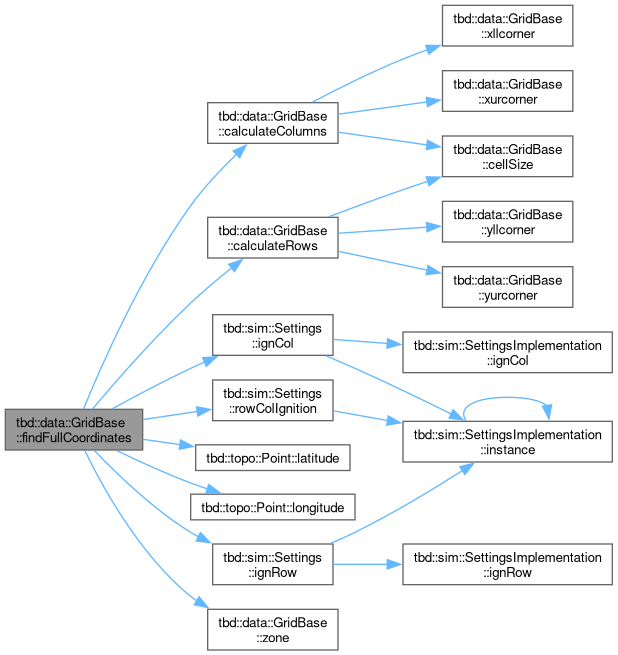 tbd::data::GridBase
::findFullCoordinates
tbd::data::GridBase
::calculateColumns
tbd::data::GridBase
::xllcorner
tbd::data::GridBase
::xurcorner
tbd::data::GridBase
::cellSize
tbd::data::GridBase
::calculateRows
tbd::data::GridBase
::yllcorner
tbd::data::GridBase
::yurcorner
tbd::sim::Settings
::ignCol
tbd::sim::SettingsImplementation
::ignCol
tbd::sim::Settings
::rowColIgnition
tbd::sim::SettingsImplementation
::instance
tbd::topo::Point::latitude
tbd::topo::Point::longitude
tbd::sim::Settings
::ignRow
tbd::sim::SettingsImplementation
::ignRow
tbd::data::GridBase
::zone